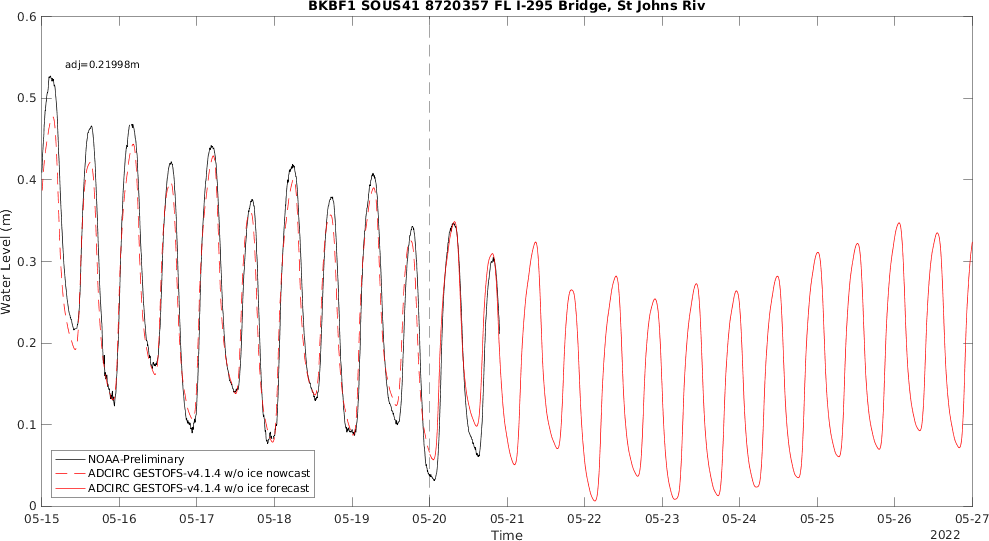 BKBF1 SOUS41 8720357 FL I-295 Bridge, St Johns Riv
adj=0.21998m
0.6
0.5
0.4
0.3
0.2
0.1
0
Water Level (m)
NOAA-Preliminary
ADCIRC GESTOFS-v4.1.4 w/o ice nowcast
ADCIRC GESTOFS-v4.1.4 w/o ice forecast
05-15 05-16 05-17 05-18 05-19 05-20 05-21 05-22 05-23 05-24 05-25 05-26 05-27
Time
2022